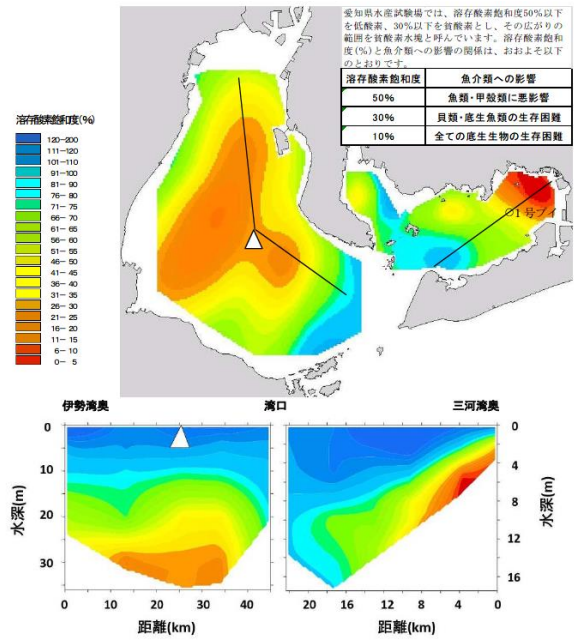 愛知県水産試験場では、溶存酸素飽和度50%以下
を低酸素、30%以下を貧酸素とし、その広がりの
範囲を貧酸素水塊と呼んでいます。溶存酸素飽和
度(%)と魚介類への影響の関係は、おおよそ以下
のとおりです。
溶存酸素飽和度 魚介類への影響
50% 魚類・甲殻類に悪影響
30% 貝類・底生魚類の生存困難
10% 全ての底生生物の生存困難
溶存酸素飽和度(%)
120-200
111-120
101-110
91-100
81-90
76-80
71-75
66-70
61-65
56-60
51-55
46-50
41-45
36-40
31-35
26-30
21-25
16-20
11-15
6-10
0-5
1号ブイ
伊勢湾奥 湾口 三河湾奥
0
10
20
30
水深(m)
0 10 20 30 40
距離(km)
0
4
8
12
16
水深(m)
20 16 12 8 4 0
距離(km)